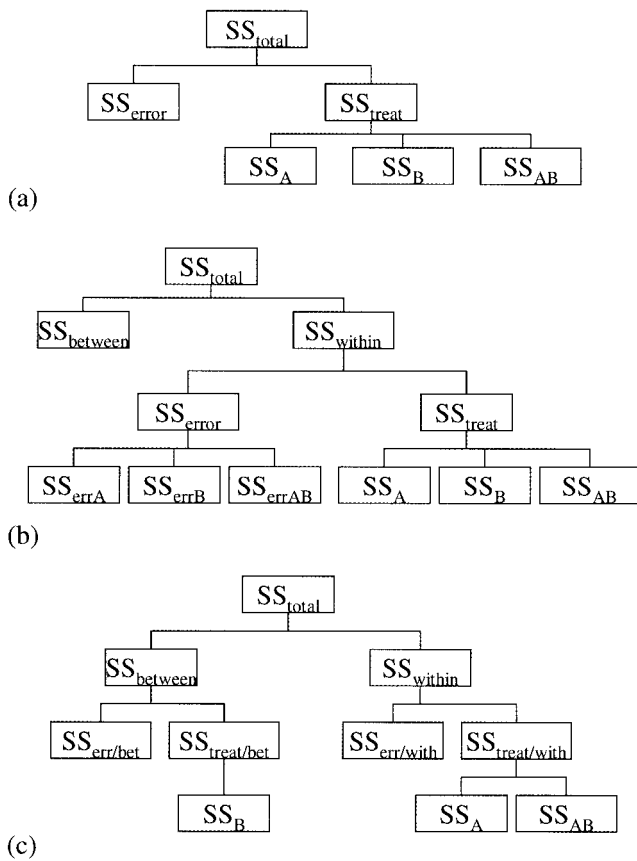 SS_total
SS_error SS_treat
SS_A SS_B SS_AB
(a)
SS_total
SS_between SS_within
SS_error SS_treat
SS_errA SS_errB SS_errAB SS_A SS_B SS_AB
(b)
SS_total
SS_between SS_within
SS_err/bet SS_treat/bet SS_err/with SS_treat/with
SS_B SS_A SS_AB
(c)